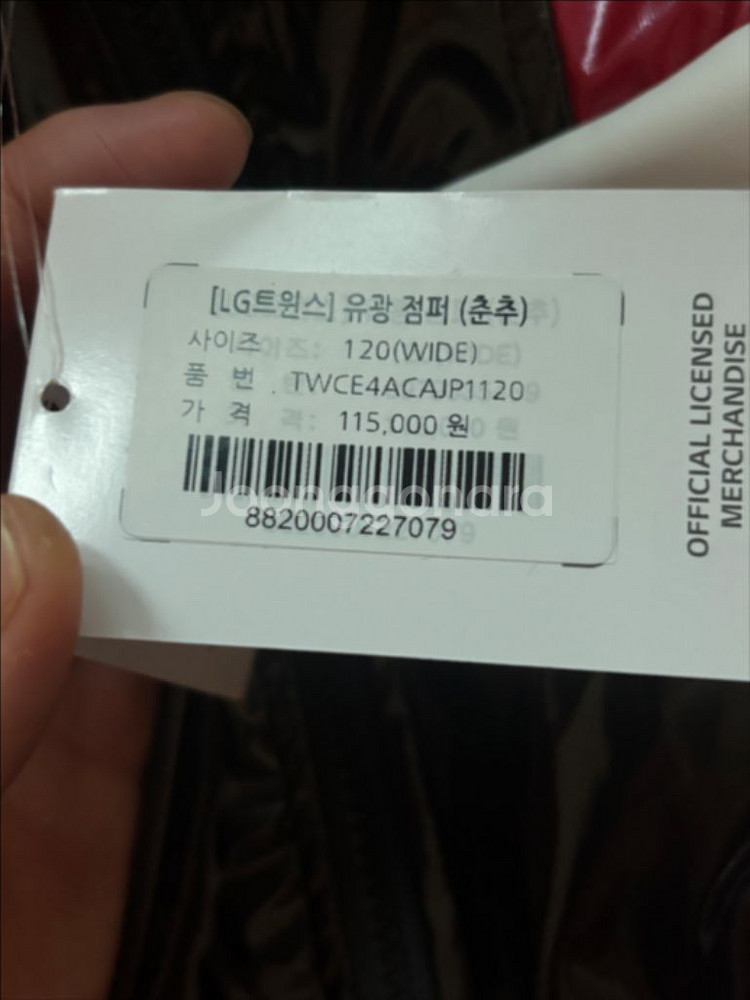 [LG트윈스] 유광 점퍼 (춘추)
사이즈 120(WIDE)
품 번 . TWCE4ACAJP1120
가 격 115,000 원
8820007227079
Joonggonara
OFFICIAL LICENSED
MERCHANDISE